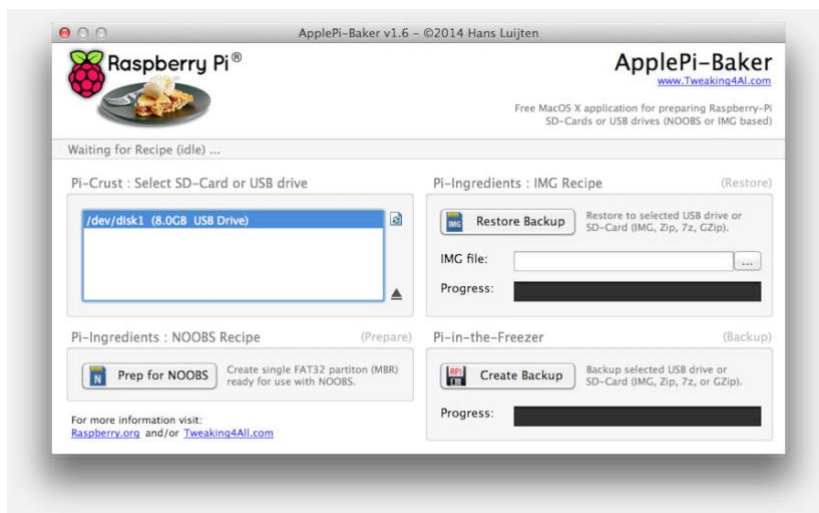 ApplePi-Baker v1.6 – ©2014 Hans Luijten
Raspberry Pi®
ApplePi-Baker
www.Tweaking4Al.com
Free MacOS X application for preparing Raspberry-Pi
SD-Cards or USB drives (NOOBS or IMG based)
Waiting for Recipe (idle) ...
Pi-Crust : Select SD-Card or USB drive
/dev/disk1 (8.0GB USB Drive)
Pi-Ingredients : NOOBS Recipe (Prepare)
N
Prep for NOOBS
Create single FAT32 partiton (MBR)
ready for use with NOOBS.
For more information visit:
Raspberry.org and/or Tweaking4All.com
Pi-Ingredients : IMG Recipe (Restore)
IMG
Restore Backup
Restore to selected USB drive or
SD-Card (IMG, Zip, 7z, GZip).
IMG file:
...
Progress:
Pi-in-the-Freezer (Backup)
RPi
Create Backup
Backup selected USB drive or
SD-Card (IMG, Zip, 7z, or GZip).
Progress: